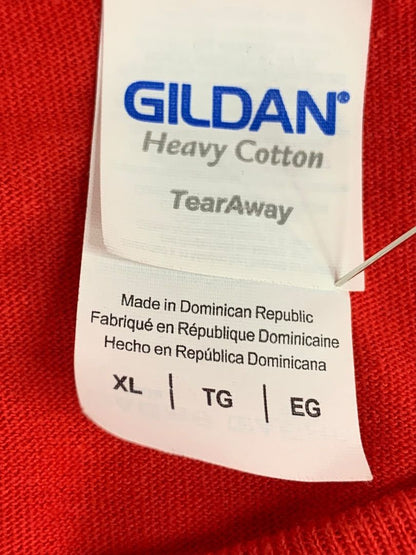 GILDAN®
Heavy Cotton
TearAway
Made in Dominican Republic
Fabriqué en République Dominicaine
Hecho en República Dominicana
XL | TG | EG